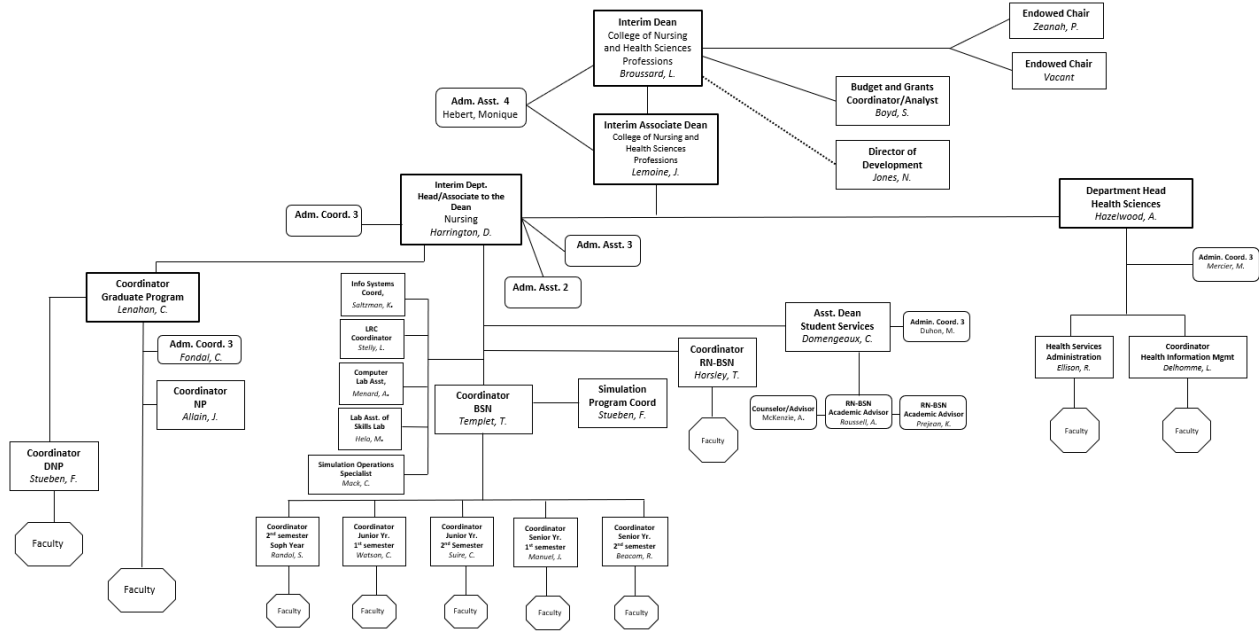 Interim Dean
College of Nursing
and Health Sciences
Professions
Broussard, L.
Endowed Chair
Zeanah, P.
Endowed Chair
Vacant
Adm. Asst. 4
Hebert, Monique
Budget and Grants
Coordinator/Analyst
Boyd, S.
Interim Associate Dean
College of Nursing and
Health Sciences
Professions
Lemoine, J.
Director of
Development
Jones, N.
Interim Dept.
Head/Associate to the
Dean
Nursing
Harrington, D.
Department Head
Health Sciences
Hazelwood, A.
Adm. Coord. 3
Adm. Asst. 3
Adm. Asst. 2
Admin. Coord. 3
Mercier, M.
Coordinator
Graduate Program
Lenahan, C.
Info Systems
Coord,
Saltzman, K.
Asst. Dean
Student Services
Domengeaux, C.
Admin. Coord. 3
Duhon, M.
LRC
Coordinator
Stelly, L.
Adm. Coord. 3
Fondal, C.
Coordinator
RN-BSN
Horsley, T.
Health Services
Administration
Ellison, R.
Coordinator
Health Information Mgmt
Delhomme, L.
Computer
Lab Asst,
Menard, A.
Coordinator
NP
Allain, J.
Coordinator
BSN
Templet, T.
Simulation
Program Coord
Stueben, F.
Counselor/Advisor
McKenzie, A.
RN-BSN
Academic Advisor
Roussell, A.
RN-BSN
Academic Advisor
Prejean, K.
Lab Asst. of
Skills Lab
Hela, M.
Faculty
Faculty
Faculty
Coordinator
DNP
Stueben, F.
Simulation Operations
Specialist
Mack, C.
Coordinator
2nd semester
Soph Year
Randol, S.
Coordinator
Junior Yr.
1st semester
Watson, C.
Coordinator
Junior Yr.
2nd Semester
Suire, C.
Coordinator
Senior Yr.
1st semester
Manuel, J.
Coordinator
Senior Yr.
2nd semester
Beacom, R.
Faculty
Faculty
Faculty
Faculty
Faculty
Faculty
Faculty